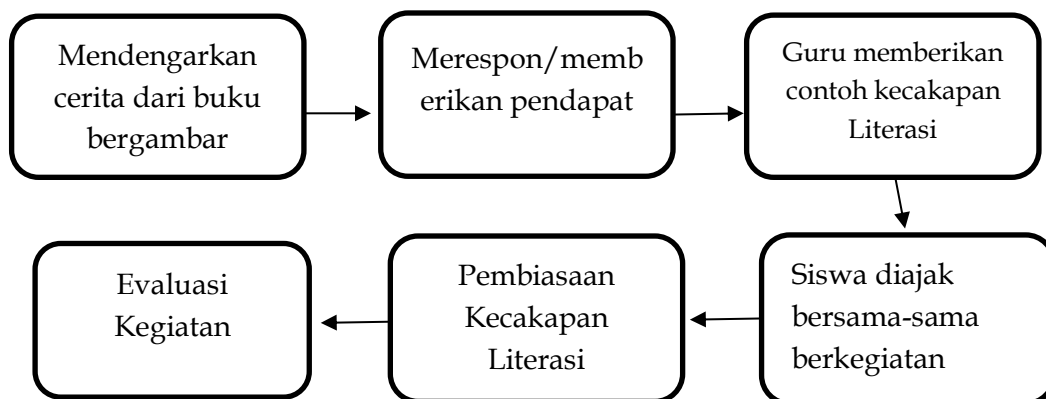 Mendengarkan
cerita dari buku
bergambar
Merespon/memb
erikan pendapat
Guru memberikan
contoh kecakapan
Literasi
Siswa diajak
bersama-sama
berkegiatan
Pembiasaan
Kecakapan
Literasi
Evaluasi
Kegiatan